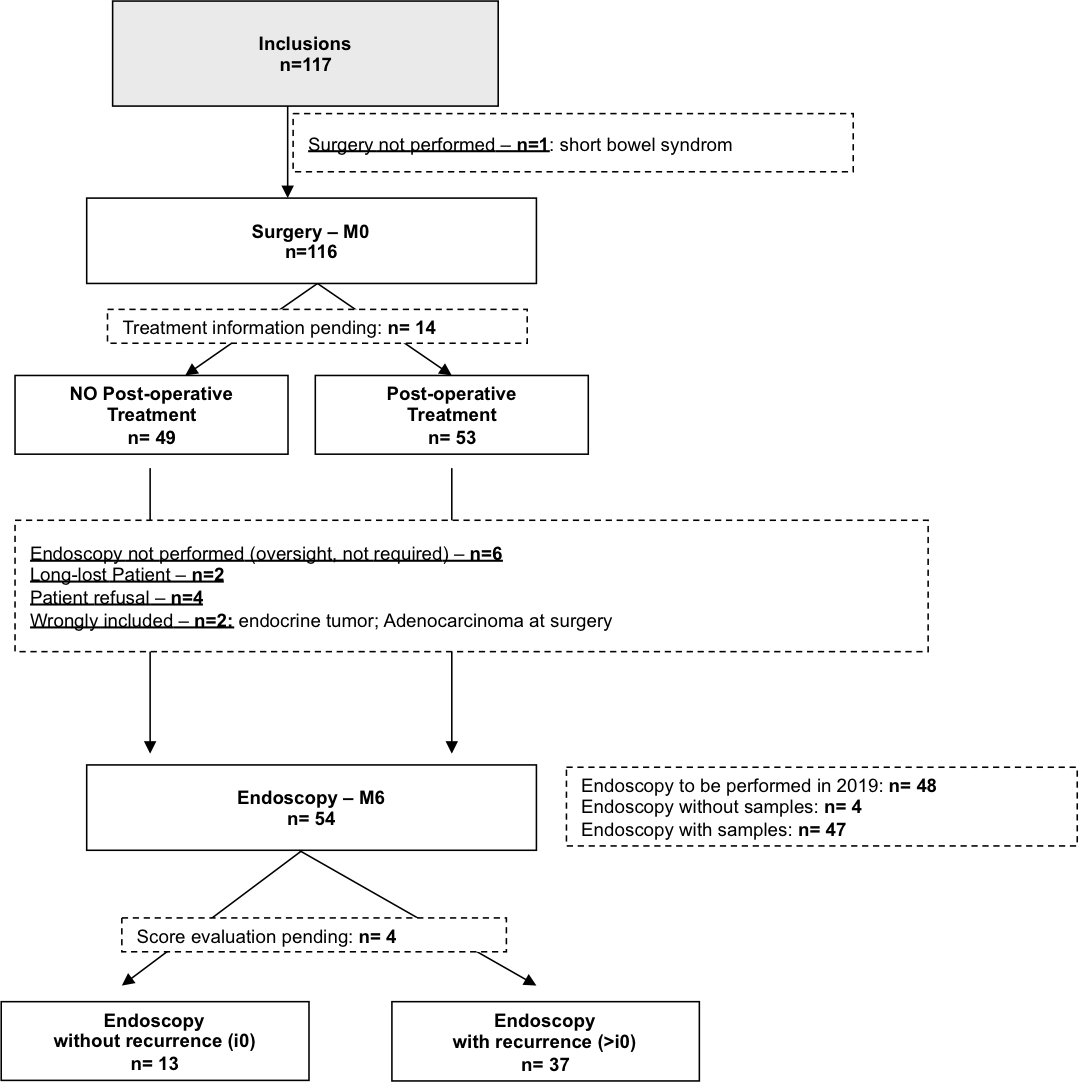 Inclusions
n=117
Surgery not performed – n=1: short bowel syndrom
Surgery – M0
n=116
Treatment information pending: n= 14
NO Post-operative
Treatment
n= 49
Post-operative
Treatment
n= 53
Endoscopy not performed (oversight, not required) – n=6
Long-lost Patient – n=2
Patient refusal – n=4
Wrongly included – n=2: endocrine tumor; Adenocarcinoma at surgery
Endoscopy – M6
n= 54
Endoscopy to be performed in 2019: n= 48
Endoscopy without samples: n= 4
Endoscopy with samples: n= 47
Score evaluation pending: n= 4
Endoscopy
without recurrence (i0)
n= 13
Endoscopy
with recurrence (>i0)
n= 37